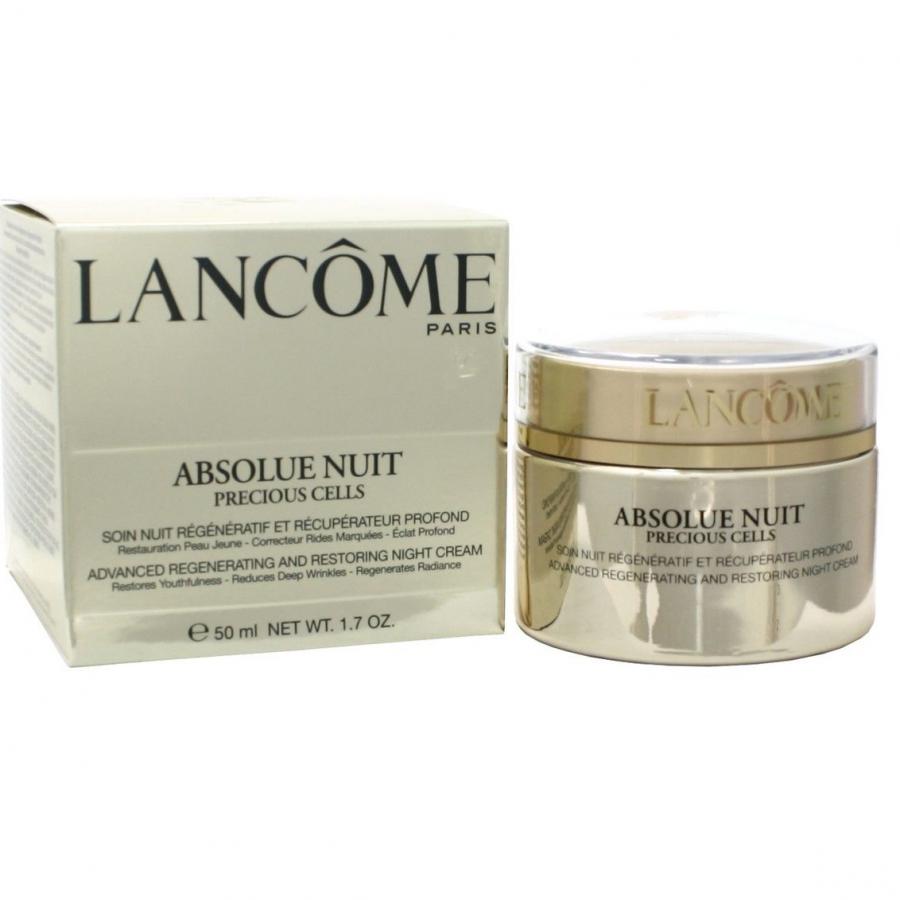 LANCÔME
PARIS
ABSOLUE NUIT
PRECIOUS CELLS
SOIN NUIT RÉGÉNÉRATIF ET RÉCUPÉRATEUR PROFOND
Restauration Peau Jeune - Correcteur Rides Marquées - Éclat Profond
ADVANCED REGENERATING AND RESTORING NIGHT CREAM
Restores Youthfulness - Reduces Deep Wrinkles - Regenerates Radiance
℮ 50 ml NET WT. 1.7 OZ.
LANCÔME
ABSOLUE NUIT
PRECIOUS CELLS
SOIN NUIT RÉGÉNÉRATIF ET RÉCUPÉRATEUR PROFOND
ADVANCED REGENERATING AND RESTORING NIGHT CREAM